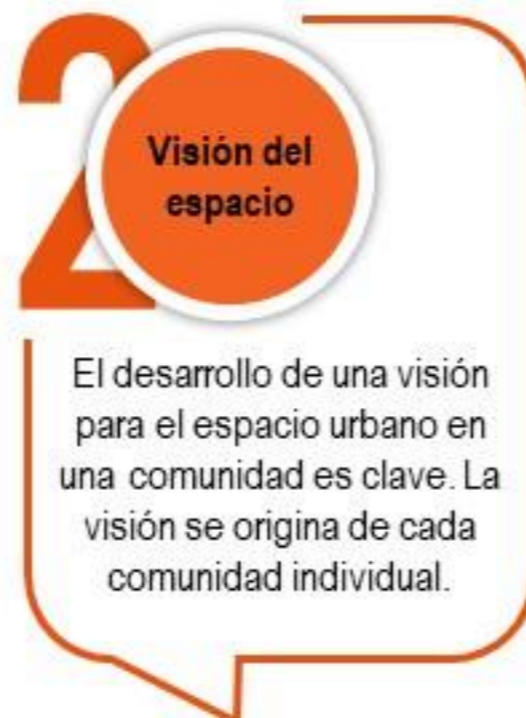 2
Visión del
espacio
El desarrollo de una visión
para el espacio urbano en
una comunidad es clave. La
visión se origina de cada
comunidad individual.